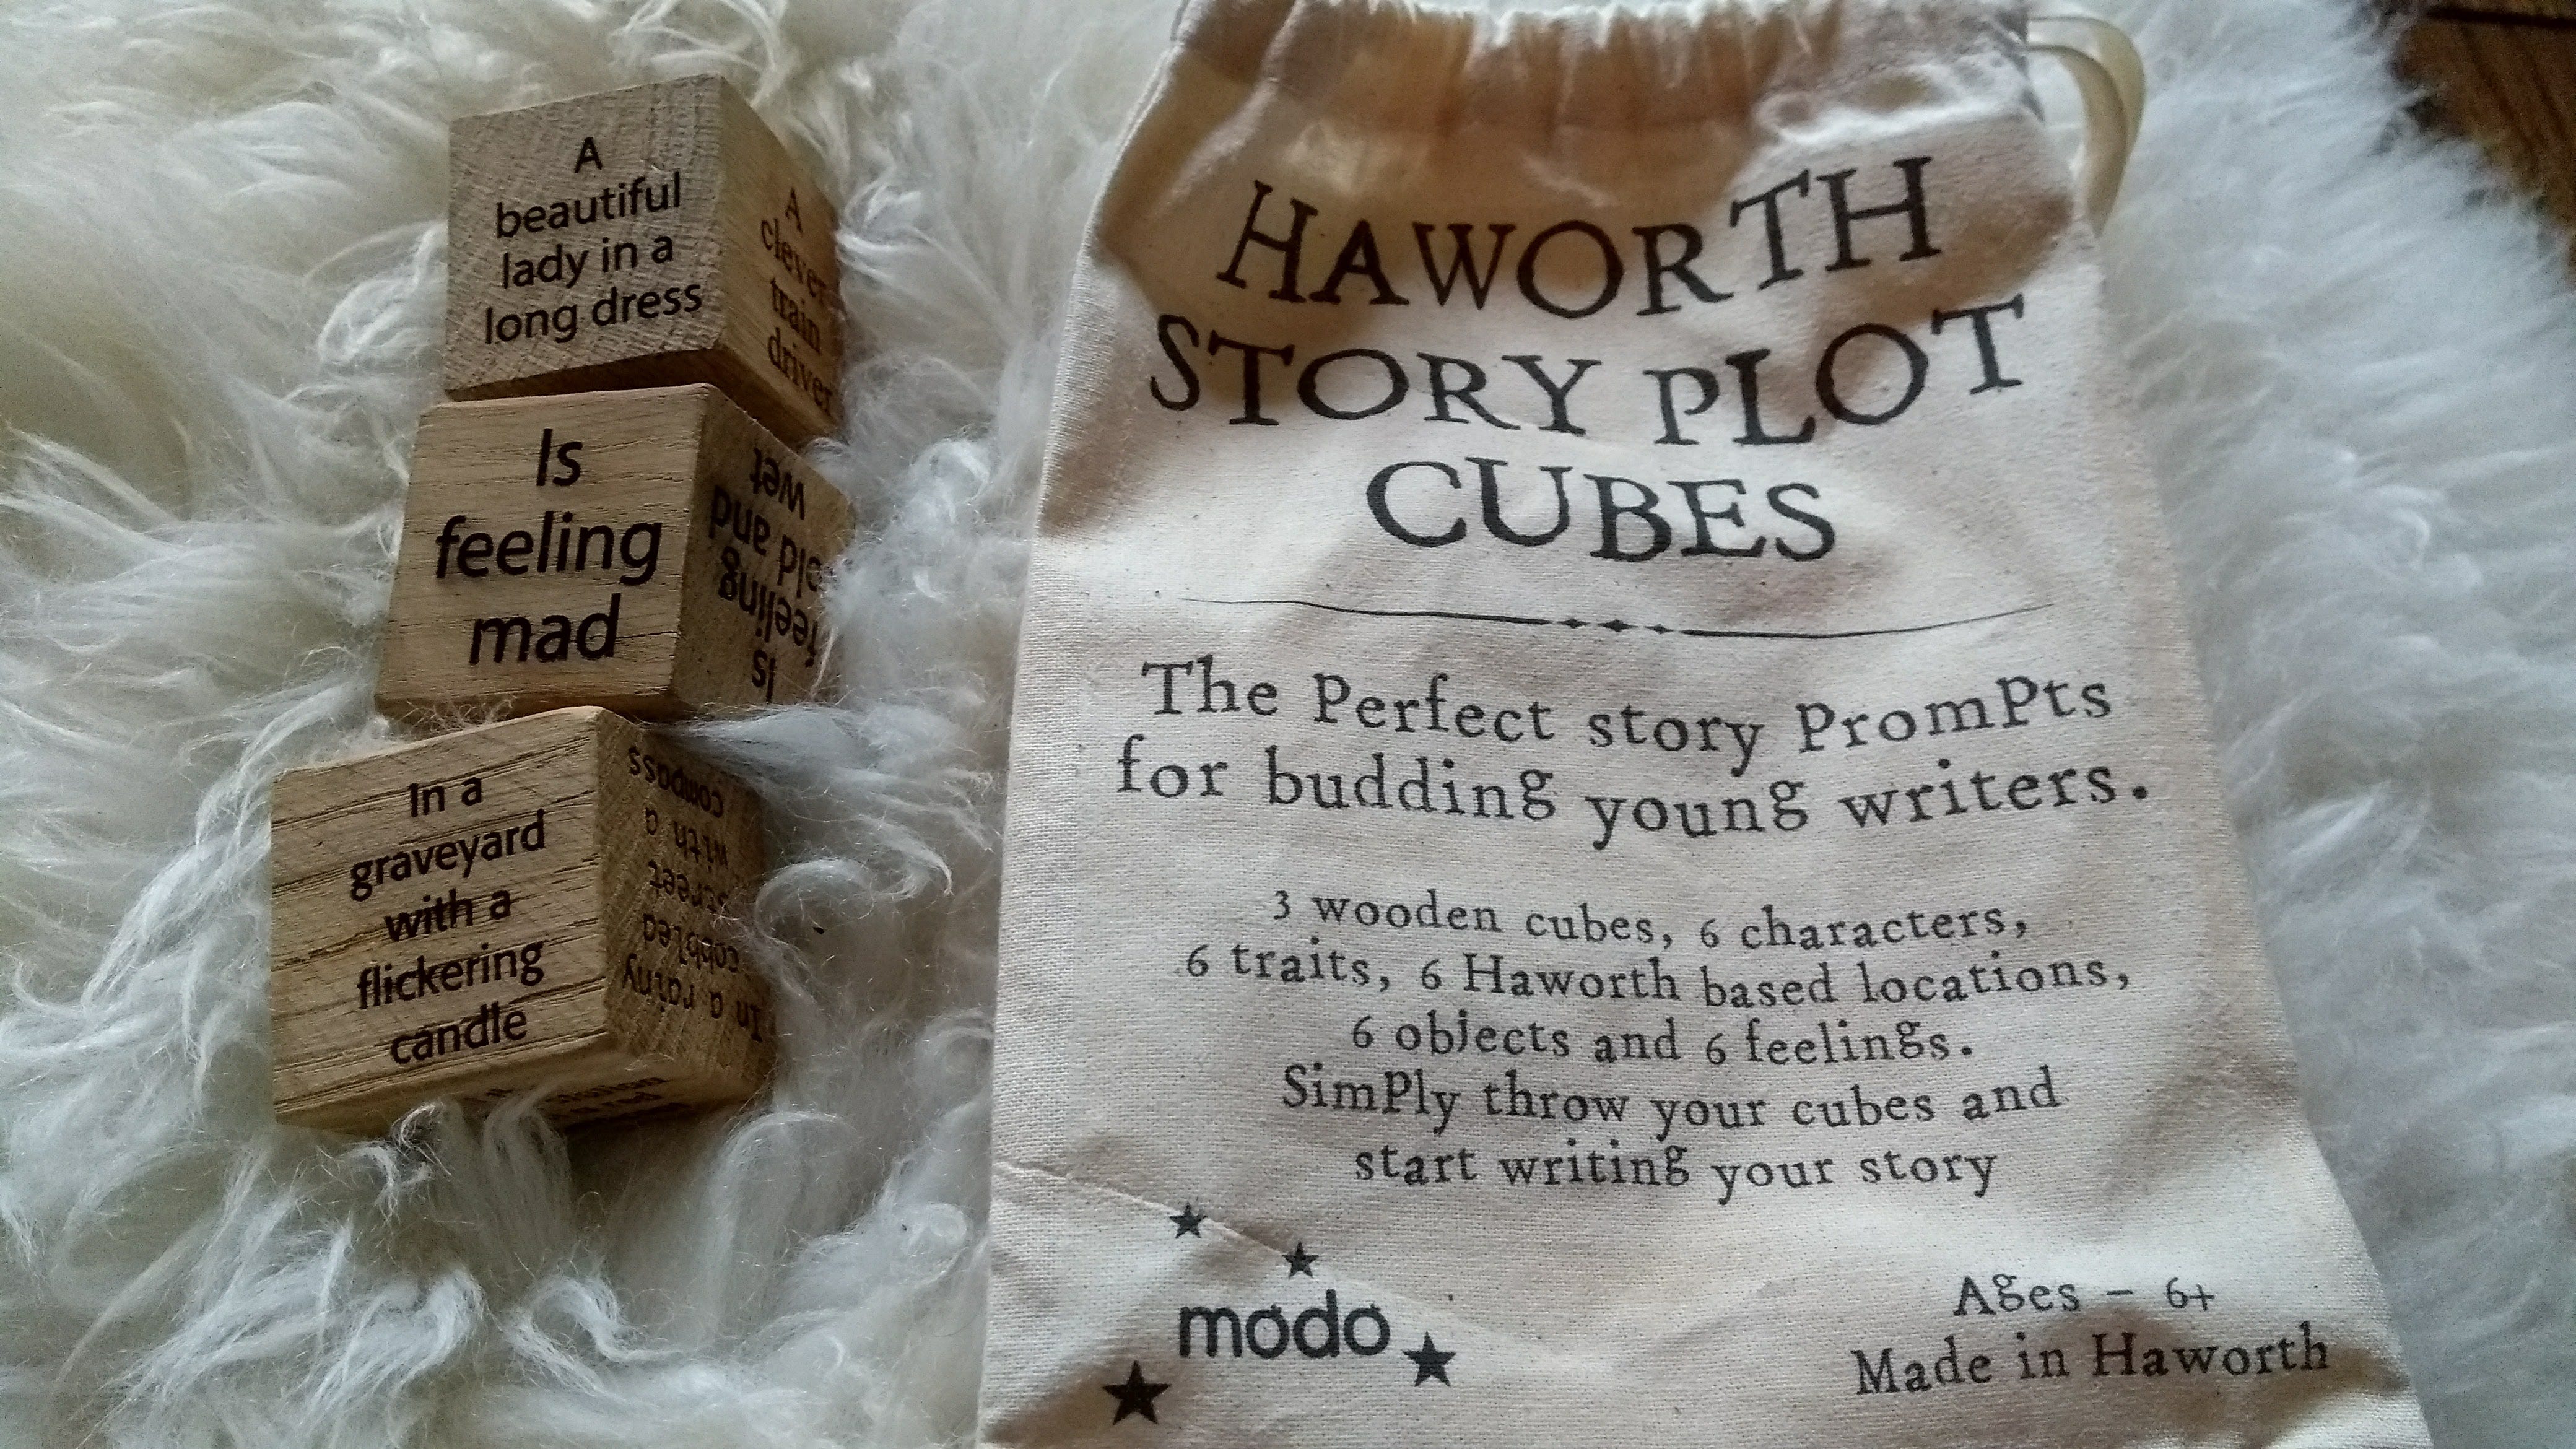 A
beautiful
lady in a
long dress
A
clever
train
driver
Is
feeling
mad
Is
feeling
cold and
wet
In a
graveyard
with a
flickering
candle
In a rainy
cobbled
street
with a
compass
HAWORTH
STORY PLOT
CUBES
The Perfect story PromPts
for budding young writers.
3 wooden cubes, 6 characters,
6 traits, 6 Haworth based locations,
6 objects and 6 feelings.
SimPly throw your cubes and
start writing your story
modo
Ages - 6+
Made in Haworth